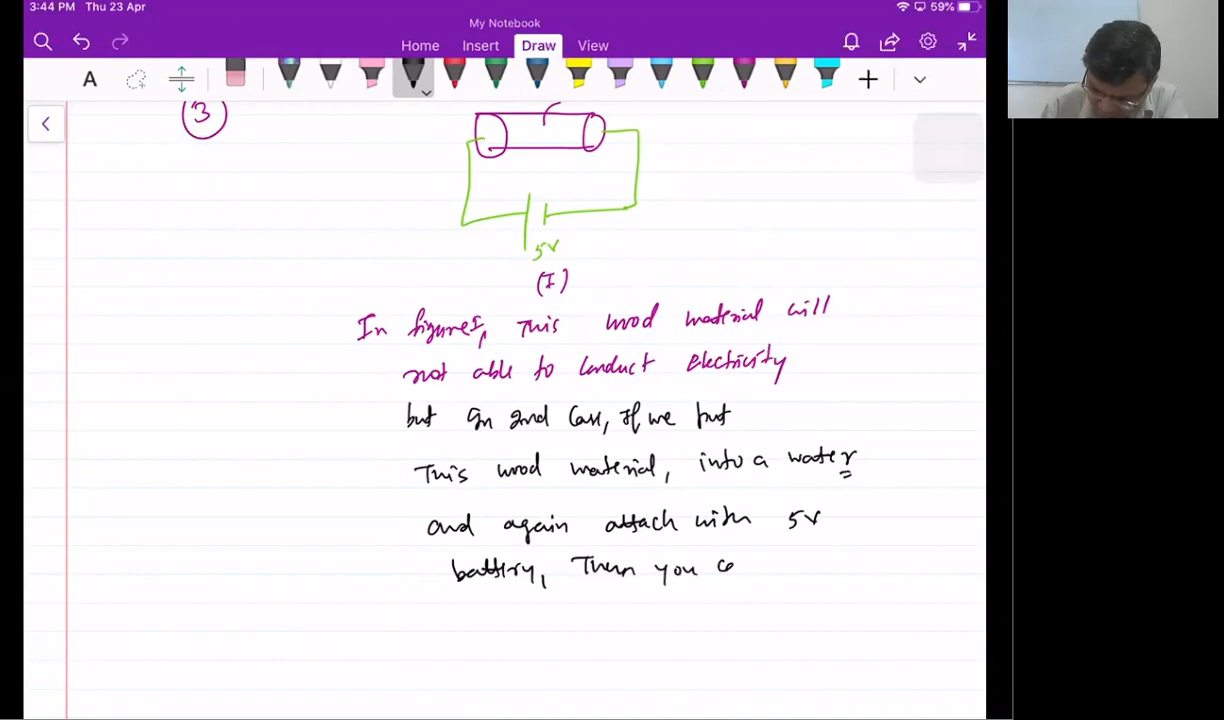 3:44 PM Thu 23 Apr
59%
My Notebook
Home Insert Draw View
A
3
5V
(I)
In figure I, This wood material will
not able to conduct Electricity
but In 2nd Case, If we put
This wood material, into a water
and again attach with 5V
battery, Then you c